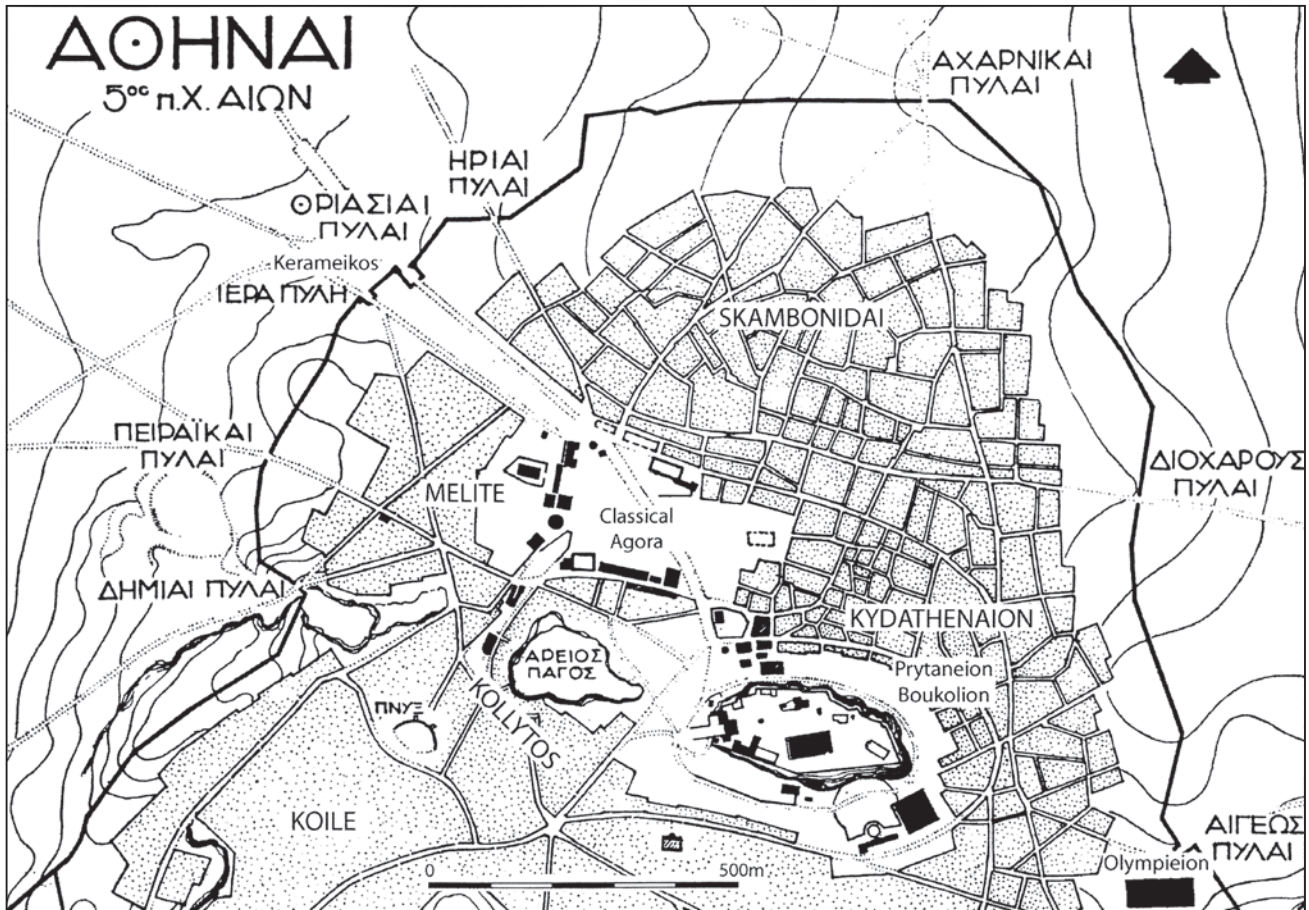 ΑΘΗΝΑΙ
5ος π.Χ. ΑΙΩΝ
ΑΧΑΡΝΙΚΑΙ
ΠΥΛΑΙ
ΗΡΙΑΙ
ΠΥΛΑΙ
ΘΡΙΑΣΙΑΙ
ΠΥΛΑΙ
Kerameikos
ΙΕΡΑ ΠΥΛΗ
SKAMBONIDAI
ΠΕΙΡΑΪΚΑΙ
ΠΥΛΑΙ
MELITE
ΔΙΟΧΑΡΟΥΣ
ΠΥΛΑΙ
Classical
Agora
ΔΗΜΙΑΙ ΠΥΛΑΙ
KYDATHENAION
ΑΡΕΙΟΣ
ΠΑΓΟΣ
Prytaneion
Boukolion
ΠΝΥΞ
KOLLYTOS
KOILE
ΑΙΓΕΩΣ
ΠΥΛΑΙ
Olympieion
0 500m